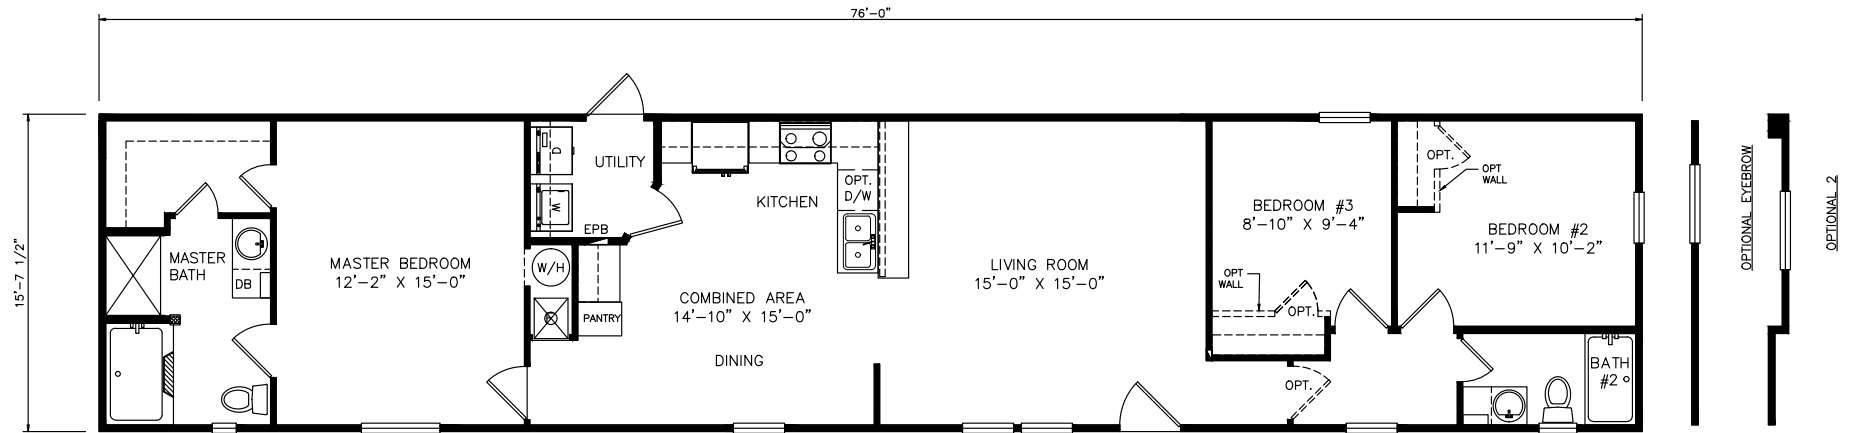 76'-0"
15'-7 1/2"
MASTER
BATH
DB
MASTER BEDROOM
12'-2" X 15'-0"
D
W
UTILITY
EPB
W/H
PANTRY
KITCHEN
OPT.
D/W
COMBINED AREA
14'-10" X 15'-0"
DINING
LIVING ROOM
15'-0" X 15'-0"
BEDROOM #3
8'-10" X 9'-4"
OPT
WALL
OPT.
OPT.
OPT.
OPT
WALL
BEDROOM #2
11'-9" X 10'-2"
BATH
#2
OPTIONAL EYEBROW
OPTIONAL 2